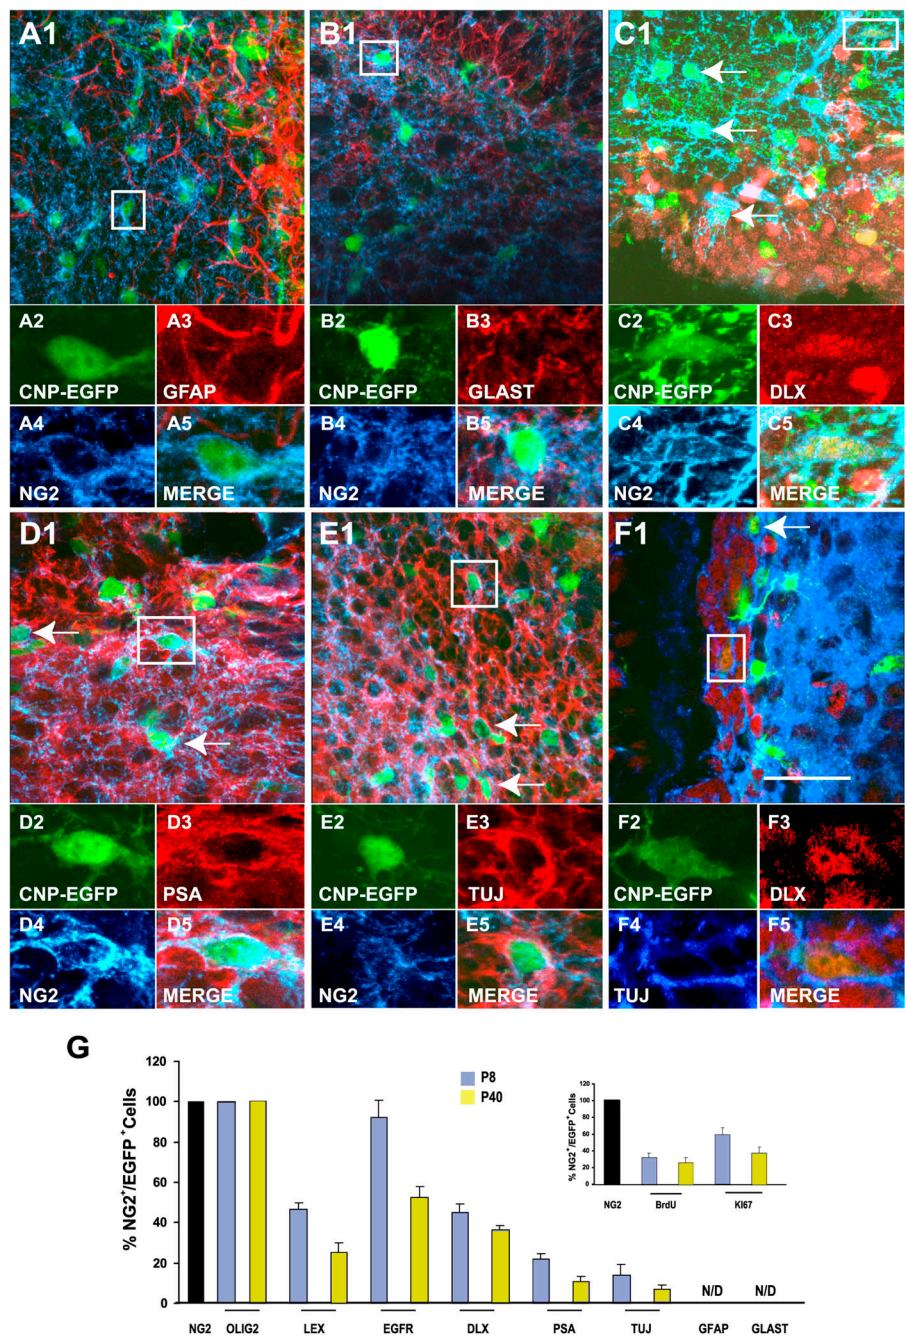 A1
B1
C1
A2
A3
B2
B3
C2
C3
CNP-EGFP
GFAP
CNP-EGFP
GLAST
CNP-EGFP
DLX
A4
A5
B4
B5
C4
C5
NG2
MERGE
NG2
MERGE
NG2
MERGE
D1
E1
F1
D2
D3
E2
E3
F2
F3
CNP-EGFP
PSA
CNP-EGFP
TUJ
CNP-EGFP
DLX
D4
D5
E4
E5
F4
F5
NG2
MERGE
NG2
MERGE
TUJ
MERGE
G
% NG2+/EGFP+Cells
120
100
80
60
40
20
0
P8
P40
NG2
OLIG2
LEX
EGFR
DLX
PSA
TUJ
N/D
GFAP
N/D
GLAST
% NG2+/EGFP+Cells
120
100
80
60
40
20
0
NG2
BrdU
KI67